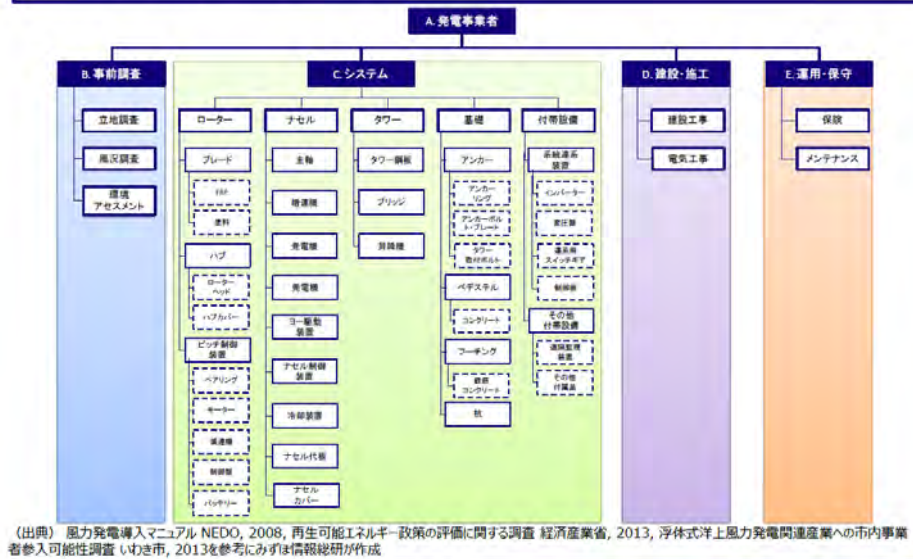 A. 発電事業者
B. 事前調査
立地調査
風況調査
環境
アセスメント
C. システム
ローター
ブレード
FRP
塗料
ハブ
ローター
ヘッド
ハブカバー
ピッチ制御
装置
ベアリング
モーター
減速機
制御盤
バッテリー
ナセル
主軸
増速機
発電機
発電機
ヨー駆動
装置
ナセル制御
装置
冷却装置
ナセル代板
ナセル
カバー
タワー
タワー鋼板
ブリッジ
昇降機
基礎
アンカー
アンカー
リング
アンカーボル
ト・プレート
タワー
取付ボルト
ペデスタル
コンクリート
フーチング
鉄筋
コンクリート
杭
付帯設備
系統連系
装置
インバーター
変圧器
連系用
スイッチギア
制御器
その他
付帯設備
遠隔監視
装置
その他
付属品
D. 建設・施工
建設工事
電気工事
E. 運用・保守
保険
メンテナンス
(出典) 風力発電導入マニュアル NEDO, 2008, 再生可能エネルギー政策の評価に関する調査 経済産業省, 2013, 浮体式洋上風力発電関連産業への市内事業
者参入可能性調査 いわき市, 2013を参考にみずほ情報総研が作成